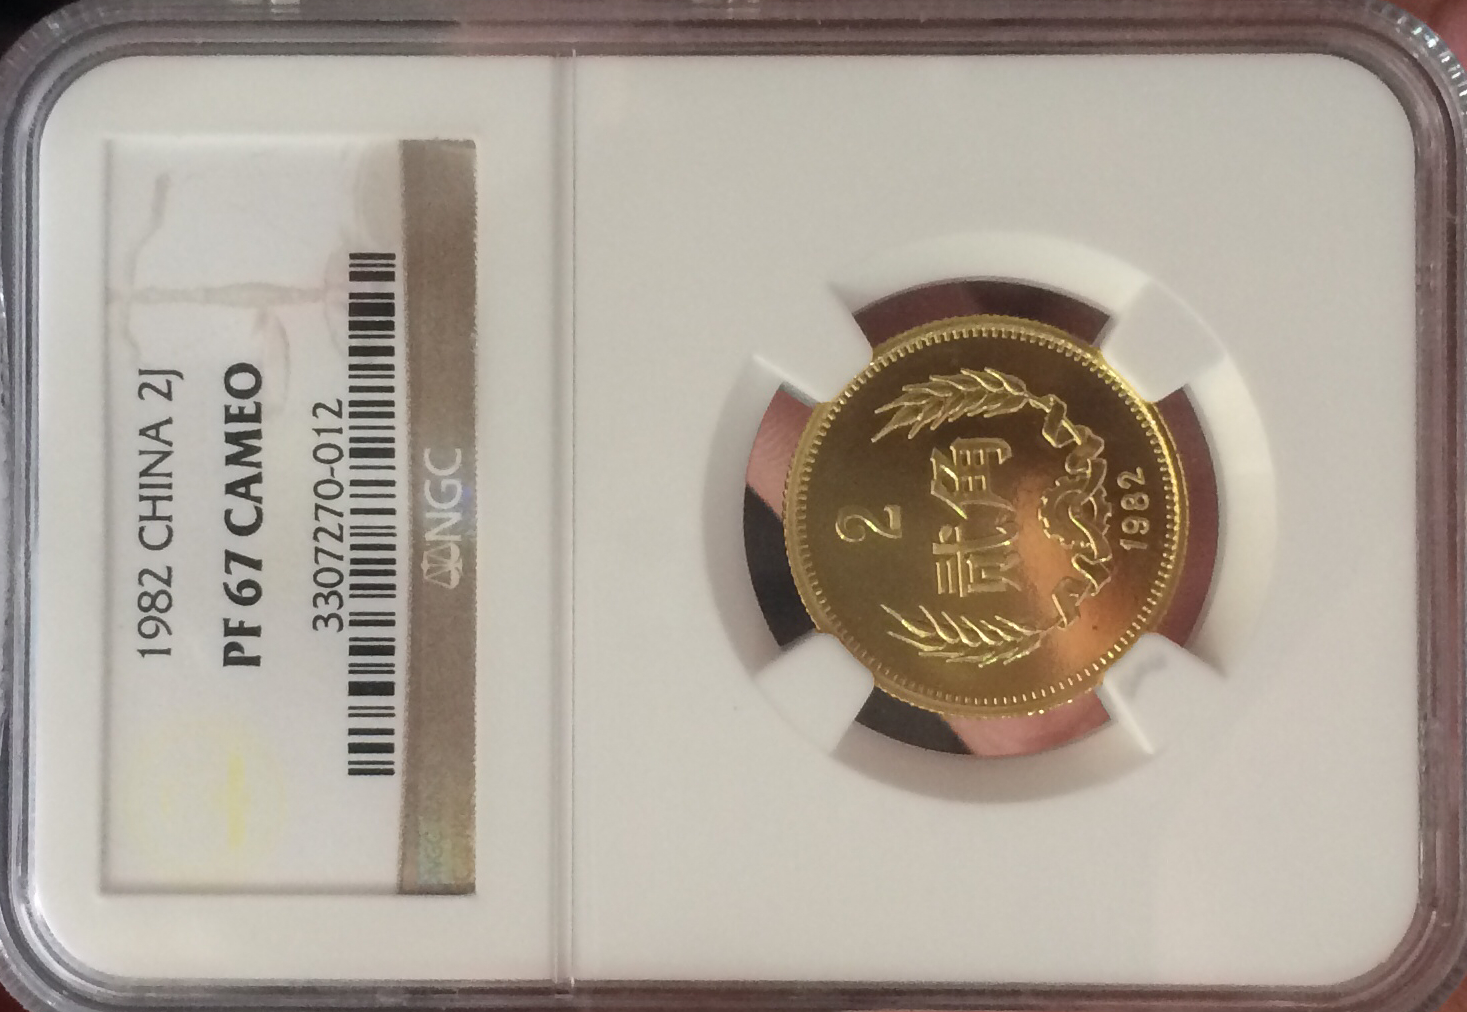 1982 CHINA 2J
PF 67 CAMEO
3307270-012
NGC
2
贰角
1982